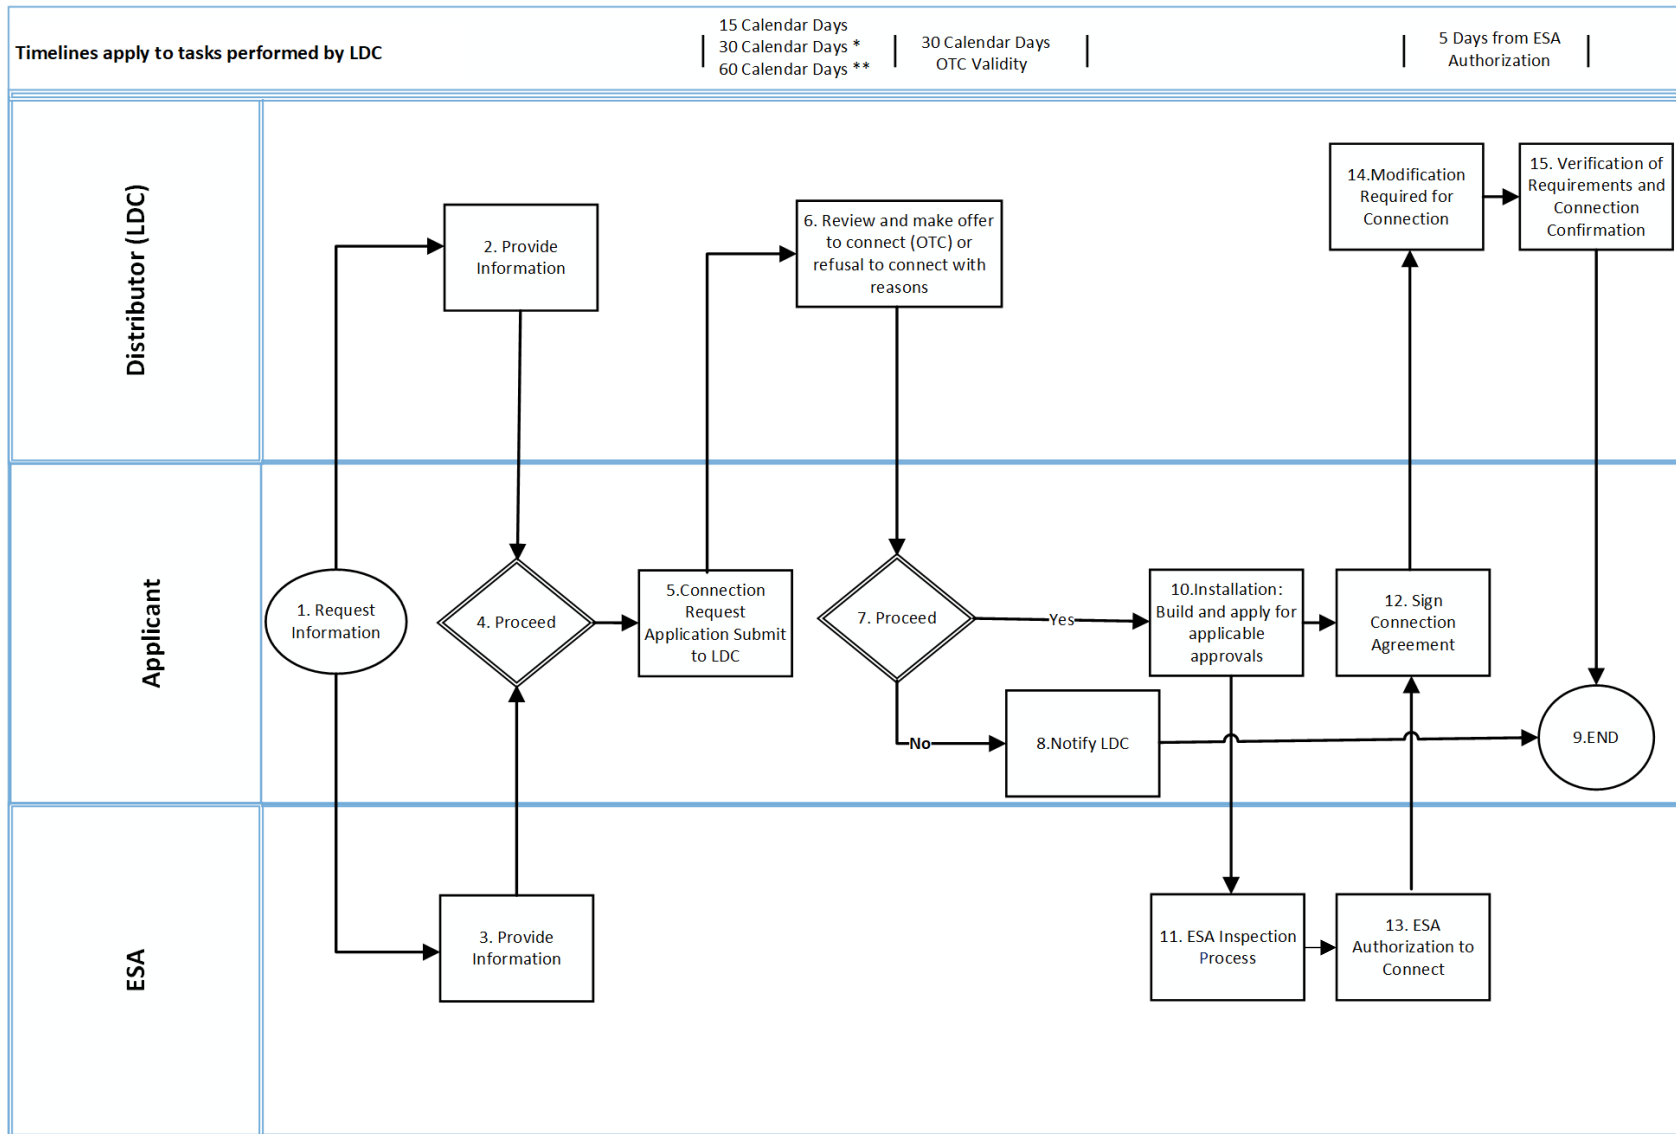 Timelines apply to tasks performed by LDC
15 Calendar Days
30 Calendar Days *
60 Calendar Days **
30 Calendar Days
OTC Validity
5 Days from ESA
Authorization
Distributor (LDC)
2. Provide
Information
6. Review and make offer
to connect (OTC) or
refusal to connect with
reasons
14.Modification
Required for
Connection
15. Verification of
Requirements and
Connection
Confirmation
Applicant
1. Request
Information
4. Proceed
5.Connection
Request
Application Submit
to LDC
7. Proceed
Yes
No
8.Notify LDC
10.Installation:
Build and apply for
applicable
approvals
12. Sign
Connection
Agreement
9.END
ESA
3. Provide
Information
11. ESA Inspection
Process
13. ESA
Authorization to
Connect